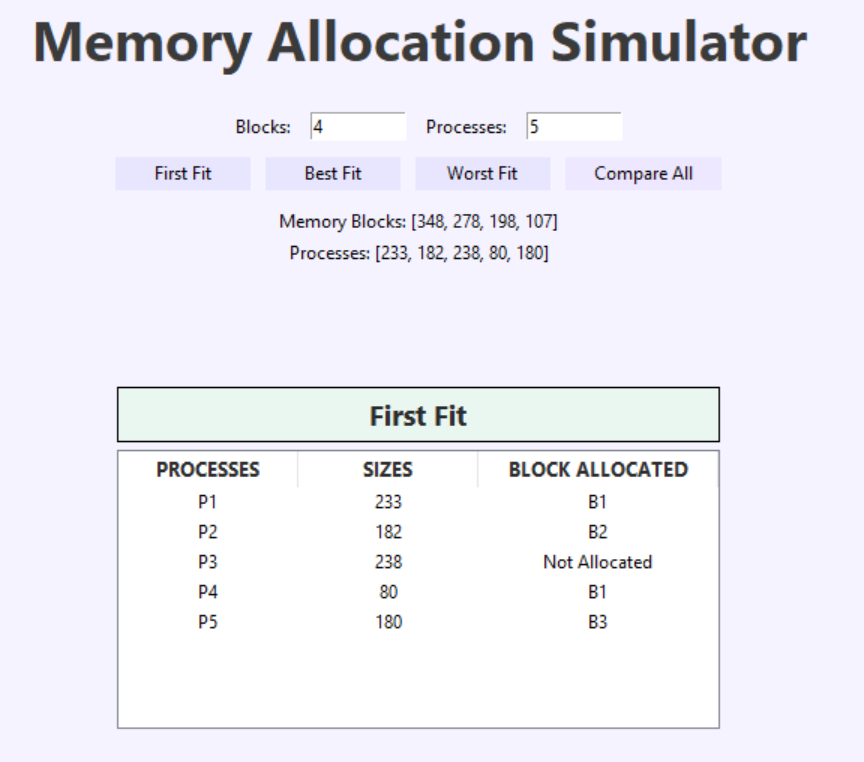 Memory Allocation Simulator
Blocks: 4 Processes: 5
First Fit Best Fit Worst Fit Compare All
Memory Blocks: [348, 278, 198, 107]
Processes: [233, 182, 238, 80, 180]
First Fit
PROCESSES SIZES BLOCK ALLOCATED
P1 233 B1
P2 182 B2
P3 238 Not Allocated
P4 80 B1
P5 180 B3